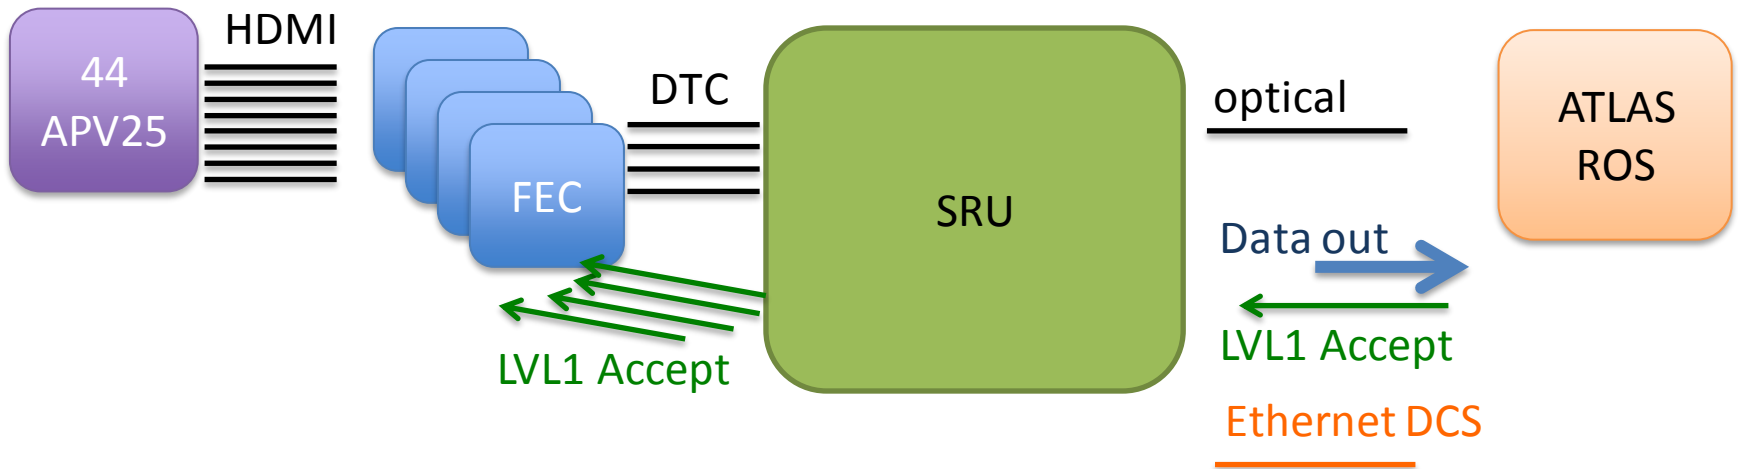 44
APV25
HDMI
FEC
DTC
SRU
LVL1 Accept
optical
Data out
LVL1 Accept
Ethernet DCS
ATLAS
ROS